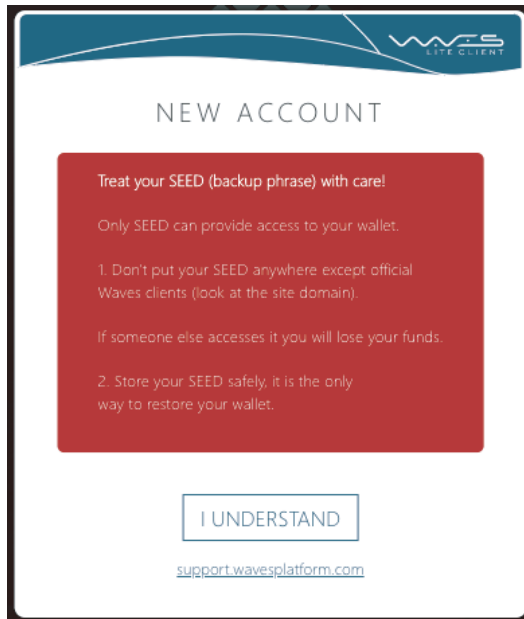 WAVES
LITE CLIENT
NEW ACCOUNT
Treat your SEED (backup phrase) with care!
Only SEED can provide access to your wallet.
1. Don't put your SEED anywhere except official
Waves clients (look at the site domain).
If someone else accesses it you will lose your funds.
2. Store your SEED safely, it is the only
way to restore your wallet.
I UNDERSTAND
support.wavesplatform.com